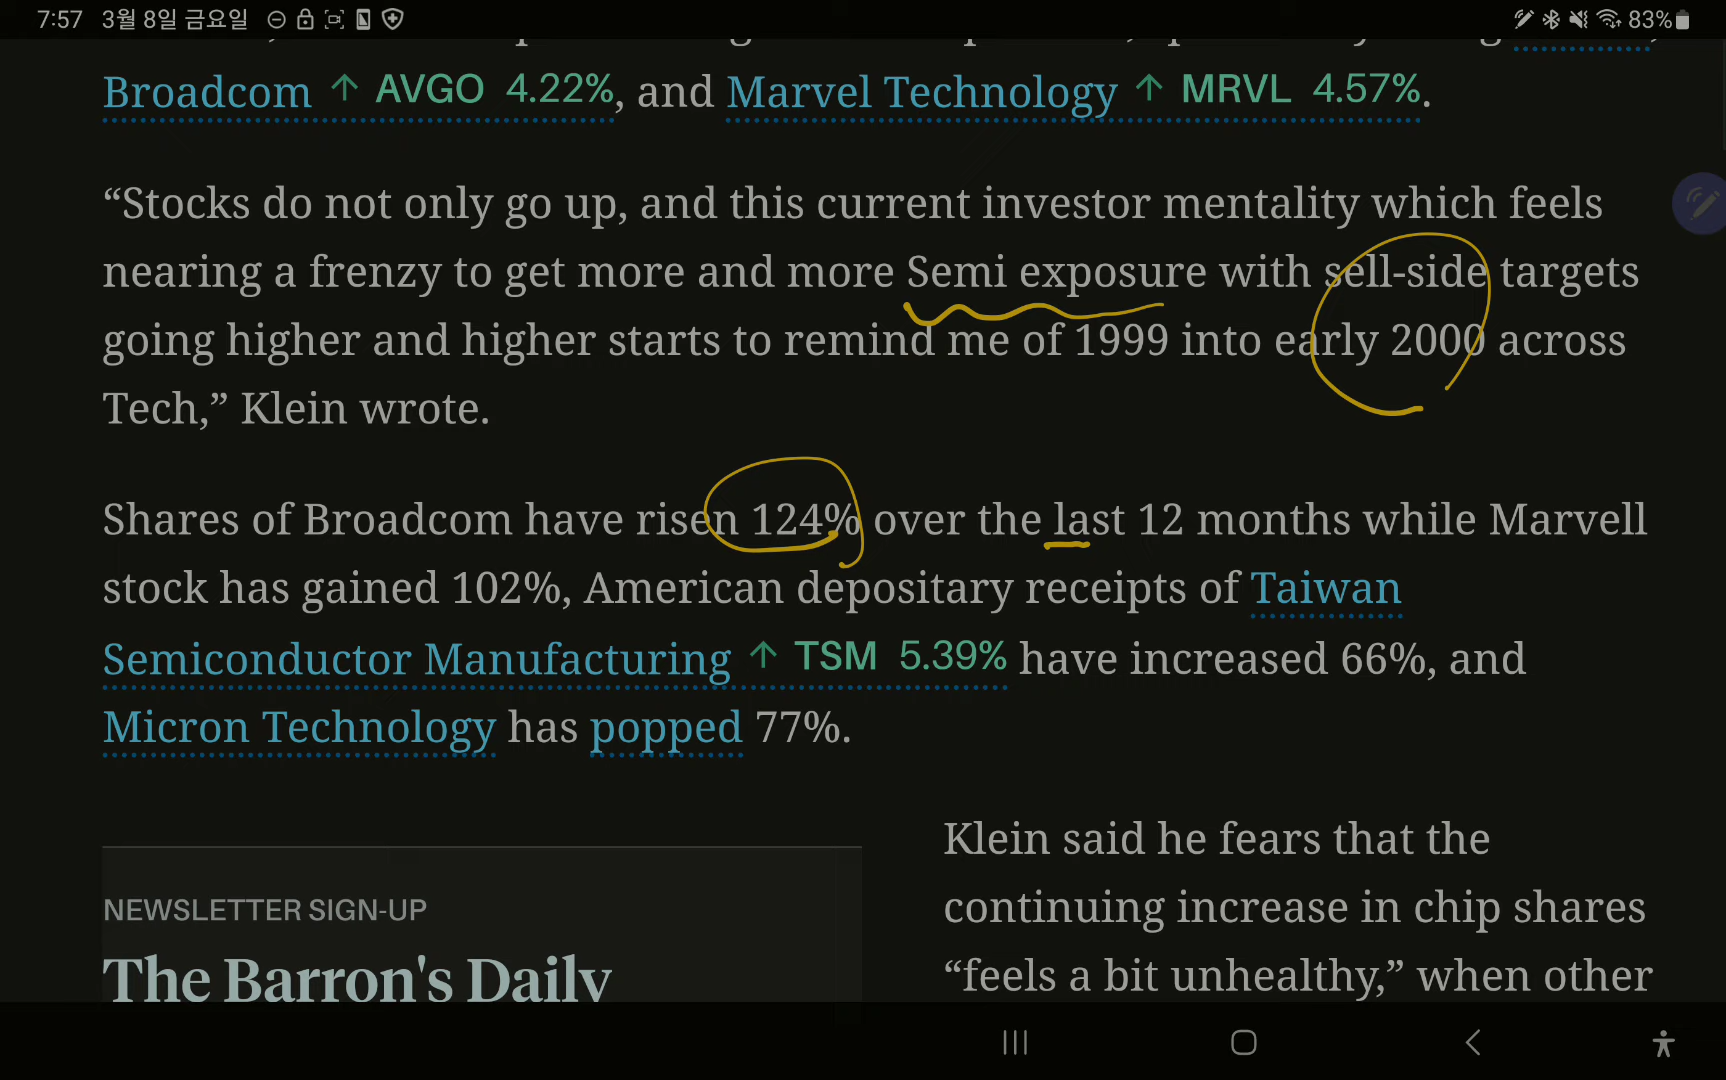 7:57 3월 8일 금요일 83%
Broadcom ↑ AVGO 4.22%, and Marvel Technology ↑ MRVL 4.57%.
“Stocks do not only go up, and this current investor mentality which feels
nearing a frenzy to get more and more Semi exposure with sell-side targets
going higher and higher starts to remind me of 1999 into early 2000 across
Tech,” Klein wrote.
Shares of Broadcom have risen 124% over the last 12 months while Marvell
stock has gained 102%, American depositary receipts of Taiwan
Semiconductor Manufacturing ↑ TSM 5.39% have increased 66%, and
Micron Technology has popped 77%.
NEWSLETTER SIGN-UP
The Barron's Daily
Klein said he fears that the
continuing increase in chip shares
“feels a bit unhealthy,” when other